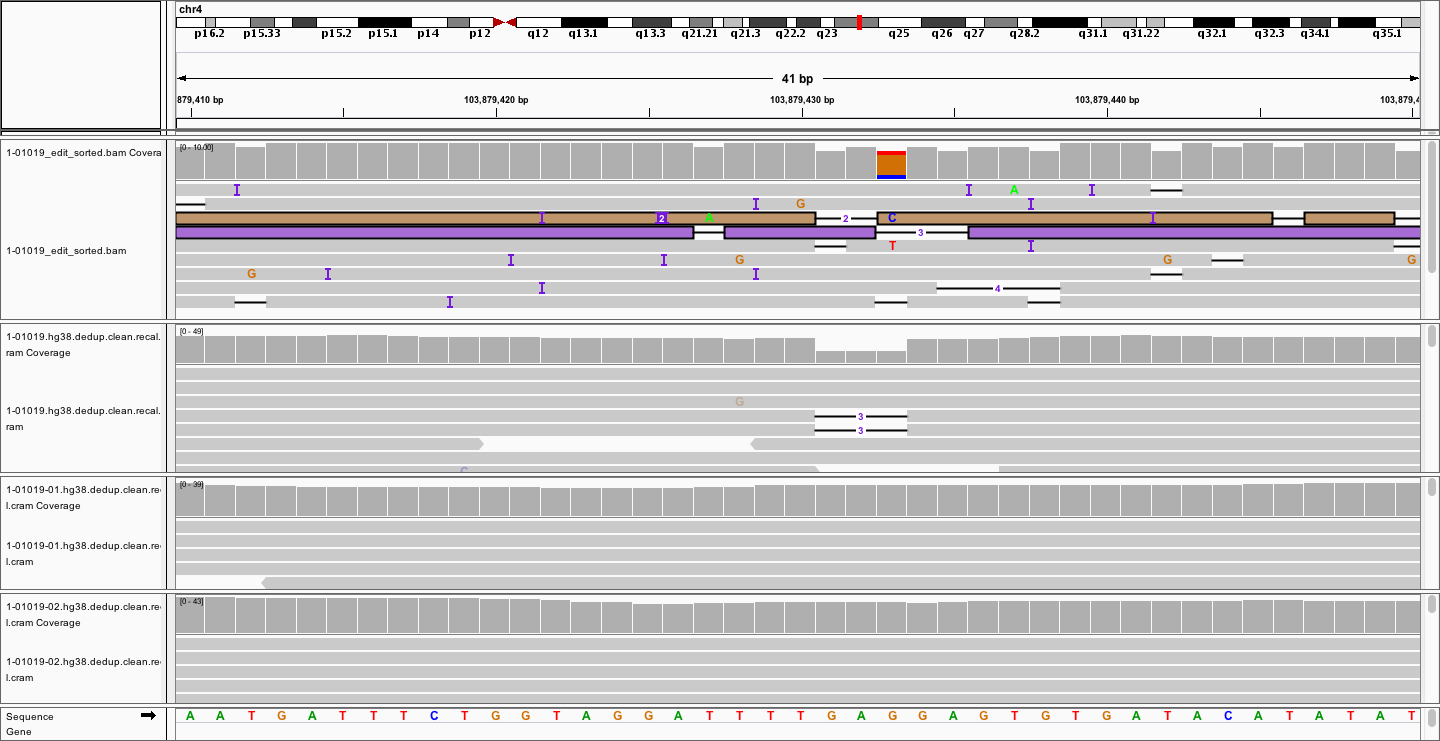 chr4
p16.2 p15.33 p15.2 p15.1 p14 p12 q12 q13.1 q13.3 q21.21 q21.3 q22.2 q23 q25 q26 q27 q28.2 q31.1 q31.22 q32.1 q32.3 q34.1 q35.1
41 bp
879,410 bp 103,879,420 bp 103,879,430 bp 103,879,440 bp 103,879,4
1-01019_edit_sorted.bam Covera
[0 - 10.00]
A
G
2 A 2 C
3
1-01019_edit_sorted.bam
T
G G G
G
4
1-01019.hg38.dedup.clean.recal.
ram Coverage
[0 - 49]
1-01019.hg38.dedup.clean.recal.
ram
G
3
3
1-01019-01.hg38.dedup.clean.re
l.cram Coverage
[0 - 39]
1-01019-01.hg38.dedup.clean.re
l.cram
1-01019-02.hg38.dedup.clean.re
l.cram Coverage
[0 - 43]
1-01019-02.hg38.dedup.clean.re
l.cram
Sequence
A A T G A T T T C T G G T A G G A T T T T G A G G A G T G T G A T A C A T A T A T
Gene